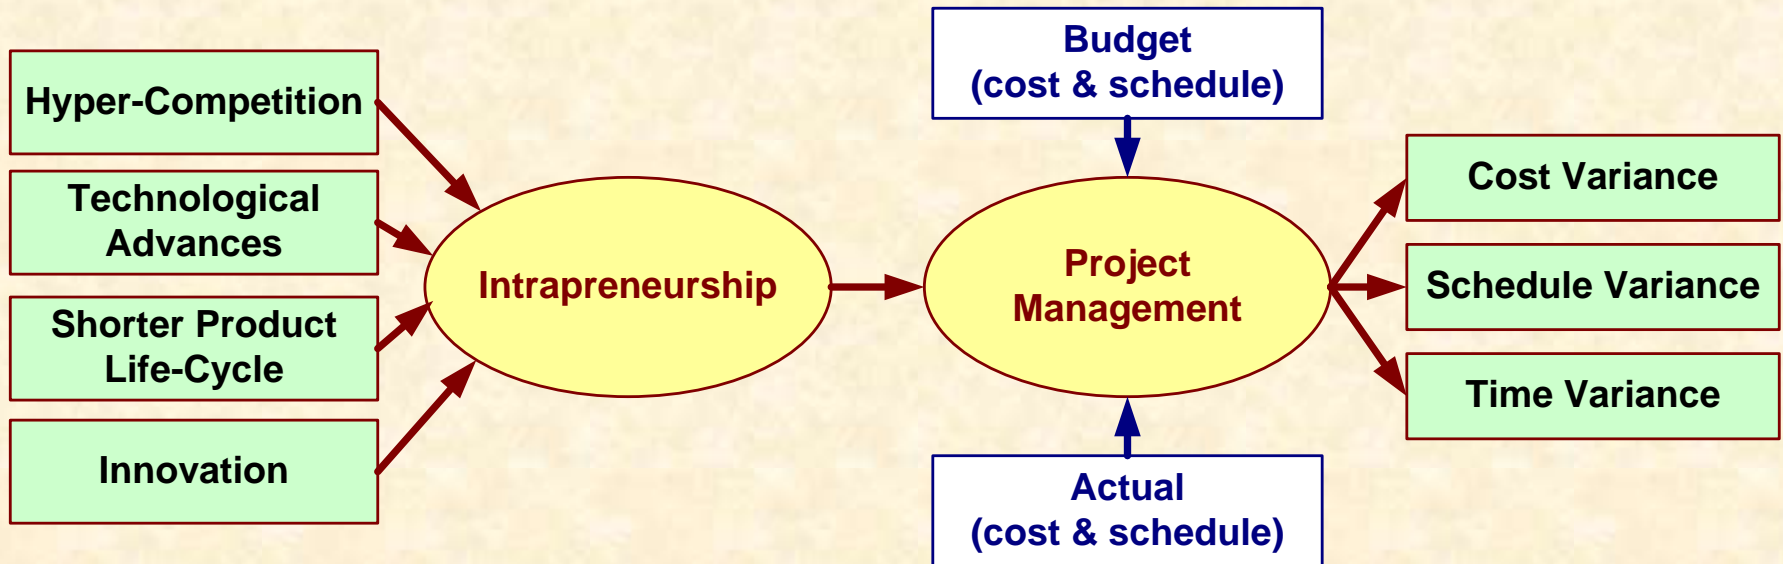 Hyper-Competition
Technological
Advances
Shorter Product
Life-Cycle
Innovation
Intrapreneurship
Budget
(cost & schedule)
Project
Management
Actual
(cost & schedule)
Cost Variance
Schedule Variance
Time Variance